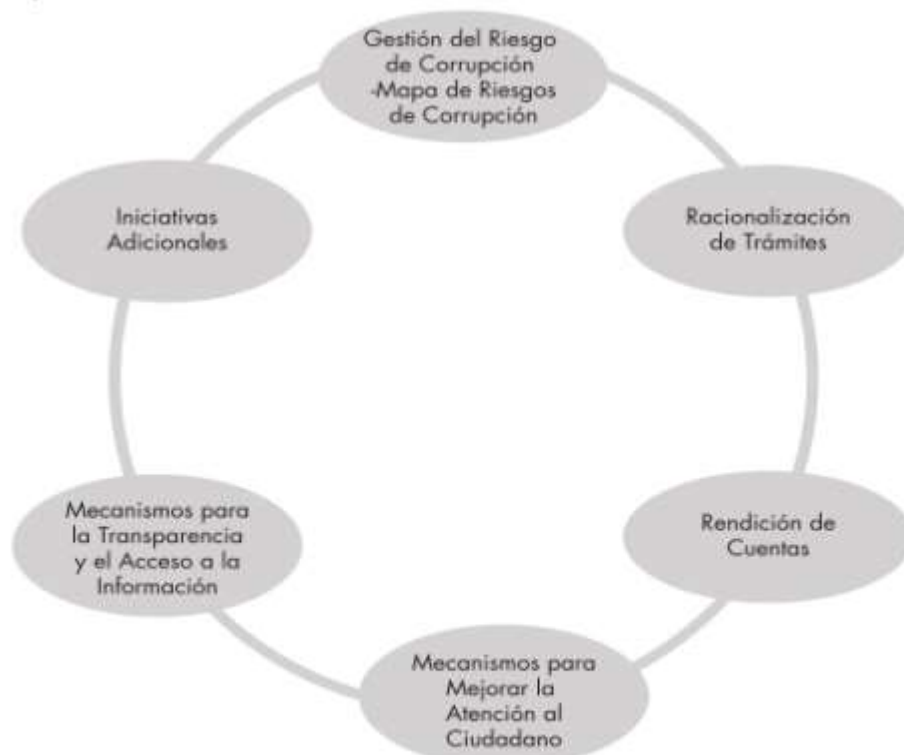 Gestión del Riesgo
de Corrupción
-Mapa de Riesgos
de Corrupción
Racionalización
de Trámites
Rendición de
Cuentas
Mecanismos para
Mejorar la
Atención al
Ciudadano
Mecanismos para
la Transparencia
y el Acceso a la
Información
Iniciativas
Adicionales